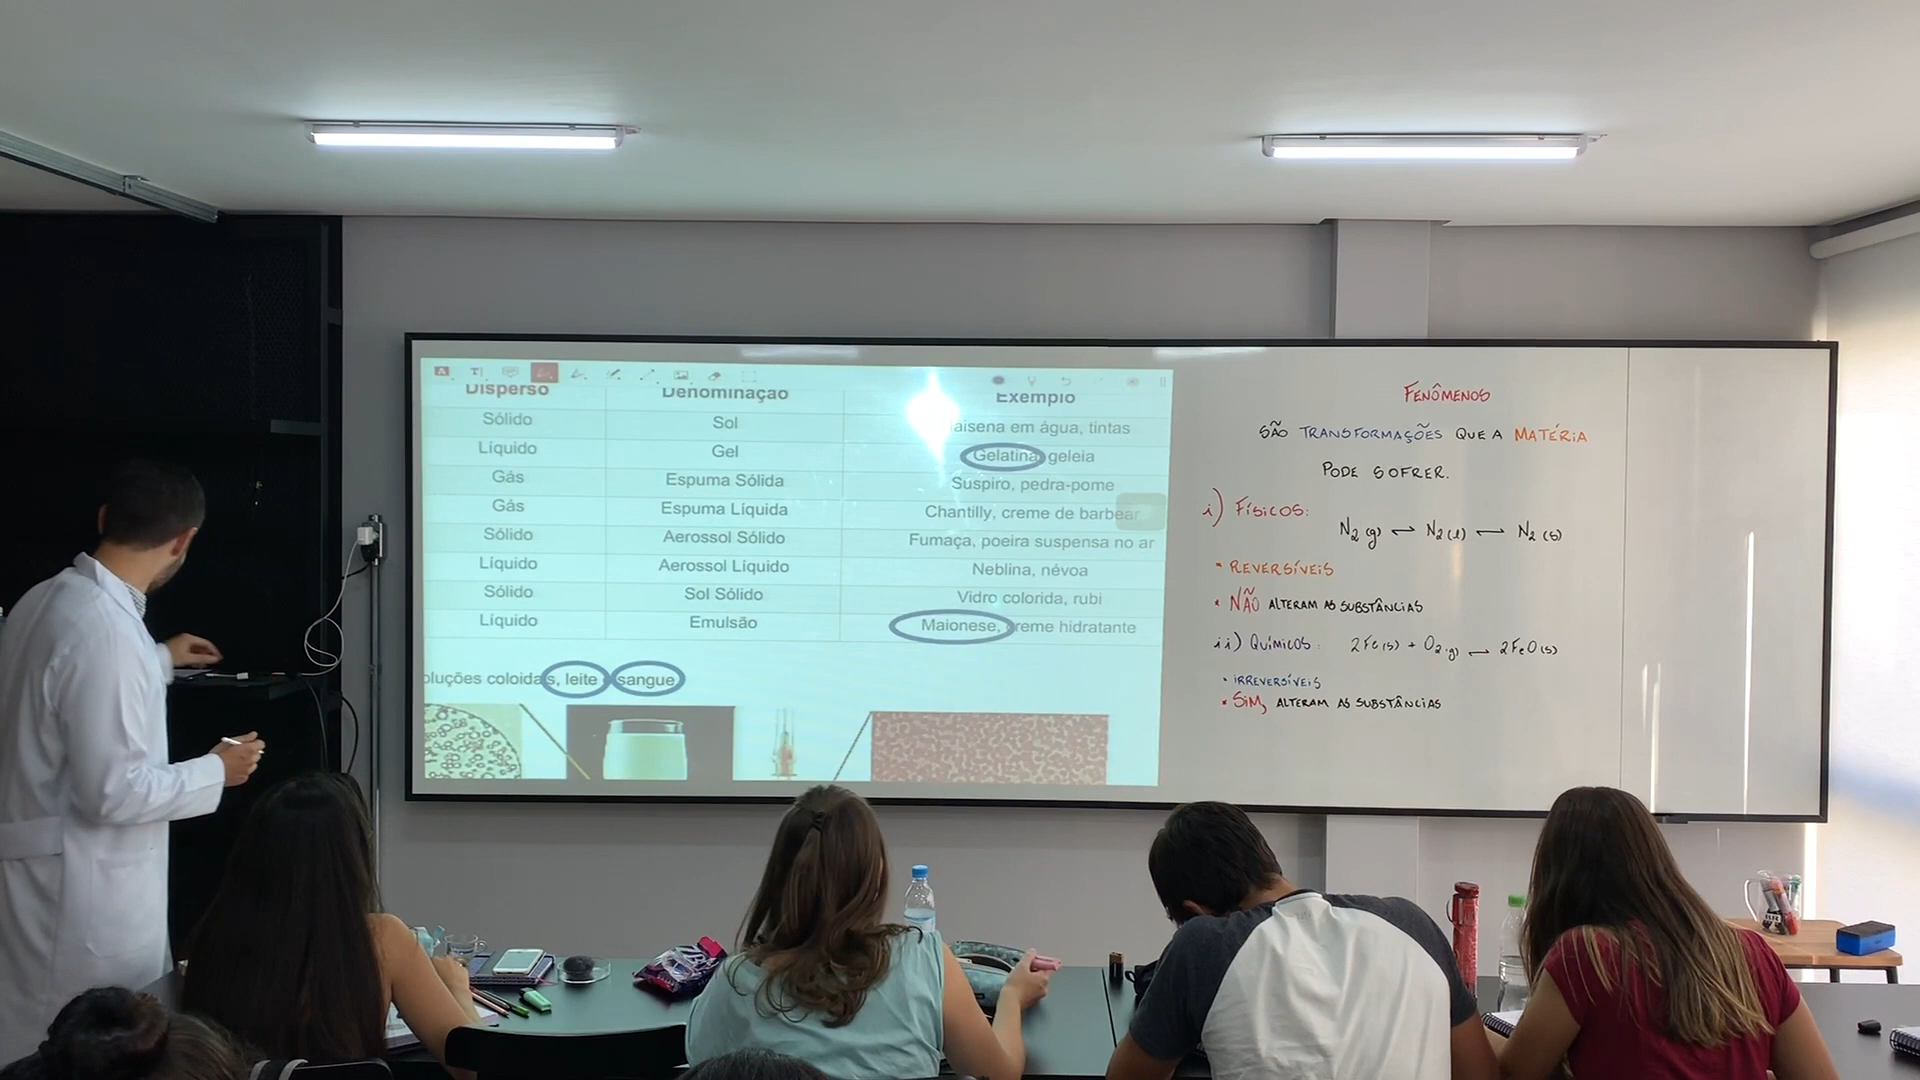 Disperso Denominação Exemplo
Sólido Sol aisena em água, tintas
Líquido Gel Gelatina, geleia
Gás Espuma Sólida Suspiro, pedra-pome
Gás Espuma Líquida Chantilly, creme de barbear
Sólido Aerossol Sólido Fumaça, poeira suspensa no ar
Líquido Aerossol Líquido Neblina, névoa
Sólido Sol Sólido Vidro colorida, rubi
Líquido Emulsão Maionese, creme hidratante
oluções coloidais, leite sangue
FENÔMENOS
SÃO TRANSFORMAÇÕES QUE A MATÉRIA
PODE SOFRER.
i) FÍSICOS:
N2(g) ⇌ N2(l) ⇌ N2(s)
• REVERSÍVEIS
• NÃO ALTERAM AS SUBSTÂNCIAS
ii) QUÍMICOS: 2Fe(s) + O2(g) ⇌ 2FeO(s)
• IRREVERSÍVEIS
• SIM, ALTERAM AS SUBSTÂNCIAS